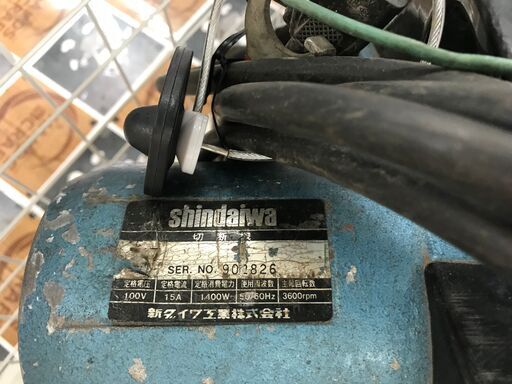 shindaiwa
切断機
SER. NO. 901826
定格電圧 定格電流 定格消費電力 使用周波数 主軸回転数
100V 15A 1400W 50/60Hz 3600rpm
新ダイワ工業株式会社